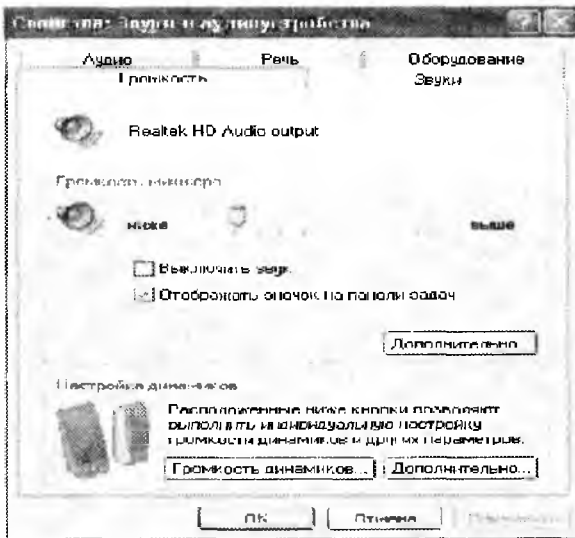 Свойства: Звуки и аудиоустройства
Аудио Речь Оборудование
Громкость Звуки
Realtek HD Audio output
Громкость микшера
ниже выше
Выключить звук
Отображать значок на панели задач
Дополнительно...
Настройка динамиков
Расположенные ниже кнопки позволяют
выполнить индивидуальную настройку
громкости динамиков и других параметров.
Громкость динамиков... Дополнительно...
ОК Отмена Применить